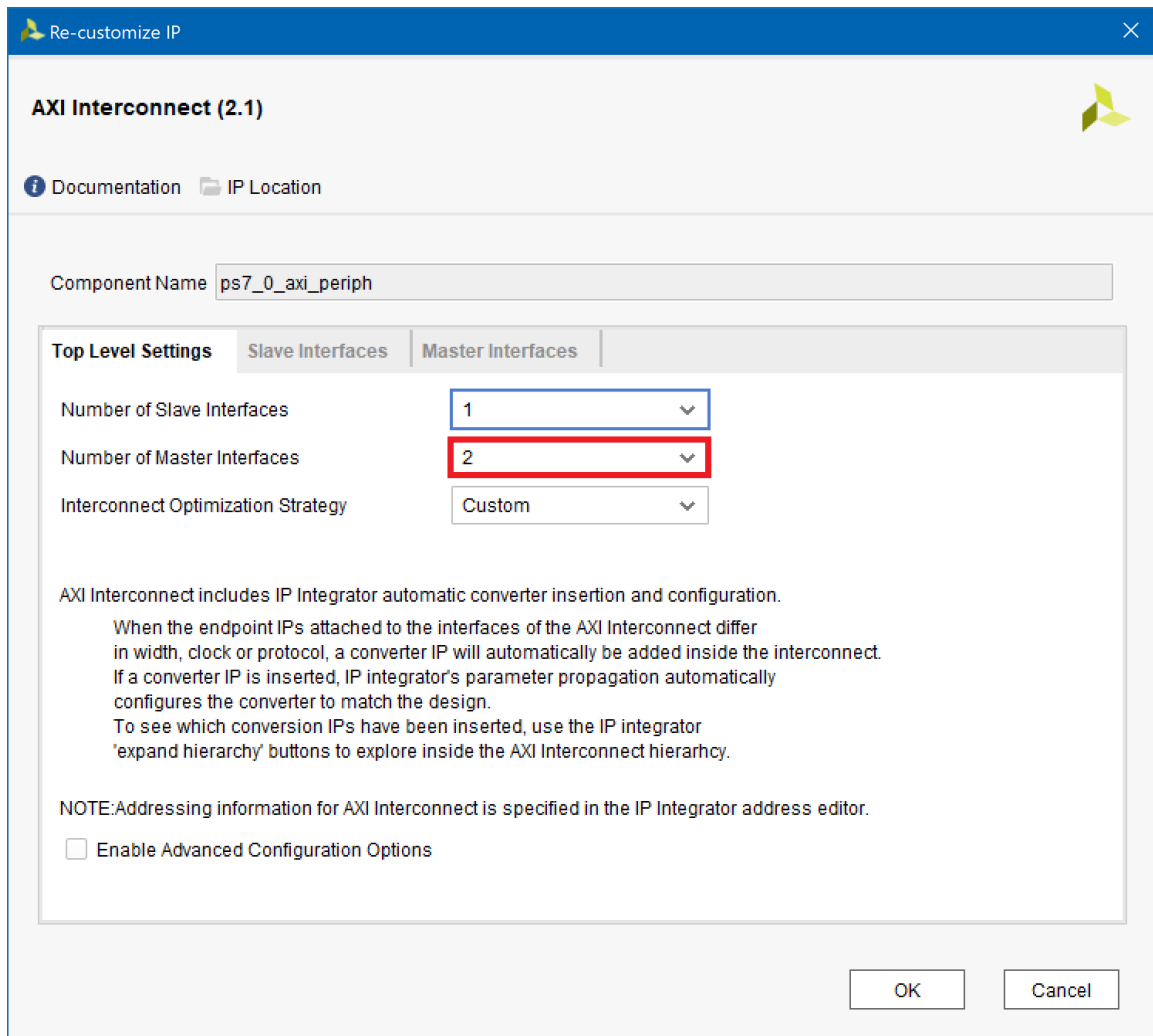 Re-customize IP
AXI Interconnect (2.1)
i Documentation IP Location
Component Name ps7_0_axi_periph
Top Level Settings Slave Interfaces Master Interfaces
Number of Slave Interfaces 1
Number of Master Interfaces 2
Interconnect Optimization Strategy Custom
AXI Interconnect includes IP Integrator automatic converter insertion and configuration.
When the endpoint IPs attached to the interfaces of the AXI Interconnect differ
in width, clock or protocol, a converter IP will automatically be added inside the interconnect.
If a converter IP is inserted, IP integrator's parameter propagation automatically
configures the converter to match the design.
To see which conversion IPs have been inserted, use the IP integrator
'expand hierarchy' buttons to explore inside the AXI Interconnect hierarhcy.
NOTE:Addressing information for AXI Interconnect is specified in the IP Integrator address editor.
Enable Advanced Configuration Options
OK Cancel